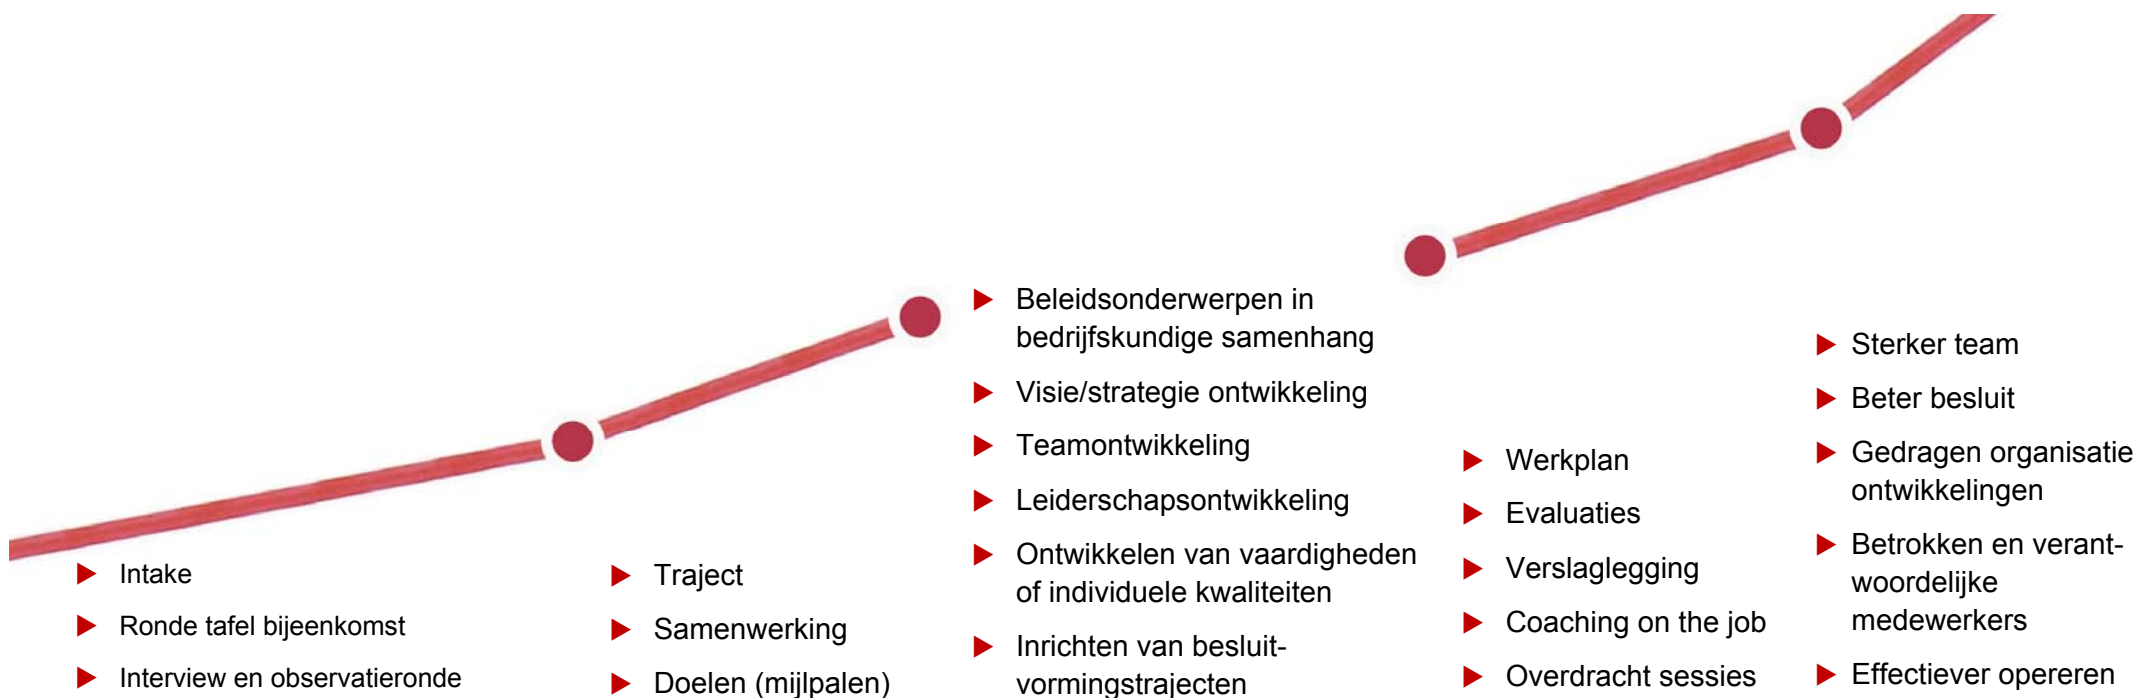 Intake
Ronde tafel bijeenkomst
Interview en observatieronde
Traject
Samenwerking
Doelen (mijlpalen)
Beleidsonderwerpen in
bedrijfskundige samenhang
Visie/strategie ontwikkeling
Teamontwikkeling
Leiderschapsontwikkeling
Ontwikkelen van vaardigheden
of individuele kwaliteiten
Inrichten van besluit-
vormingstrajecten
Werkplan
Evaluaties
Verslaglegging
Coaching on the job
Overdracht sessies
Sterker team
Beter besluit
Gedragen organisatie
ontwikkelingen
Betrokken en verant-
woordelijke
medewerkers
Effectiever opereren